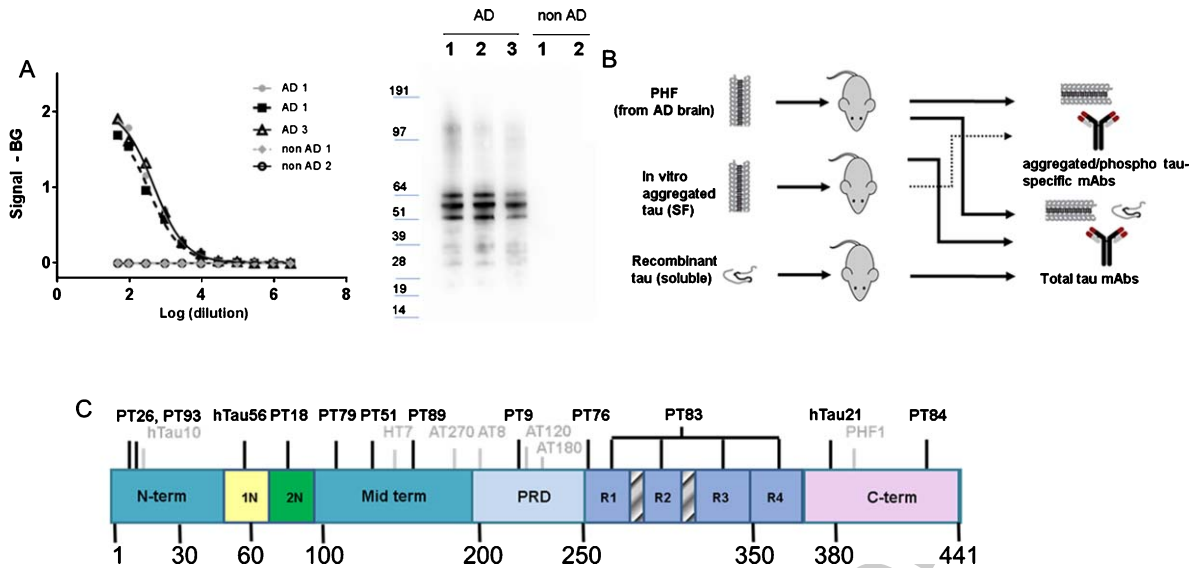 A
2
1
0
Signal - BG
0 2 4 6 8
Log (dilution)
AD 1
AD 1
AD 3
non AD 1
non AD 2
AD non AD
1 2 3 1 2
191
97
64
51
39
28
19
14
B
PHF
(from AD brain)
In vitro
aggregated
tau (SF)
Recombinant
tau (soluble)
aggregated/phospho tau-
specific mAbs
Total tau mAbs
C
PT26, PT93 hTau56 PT18 PT79 PT51 PT89 PT9 PT76 PT83 hTau21 PT84
hTau10 HT7 AT270 AT8 AT120 PHF1
AT180
N-term 1N 2N Mid term PRD R1 R2 R3 R4 C-term
1 30 60 100 200 250 350 380 441